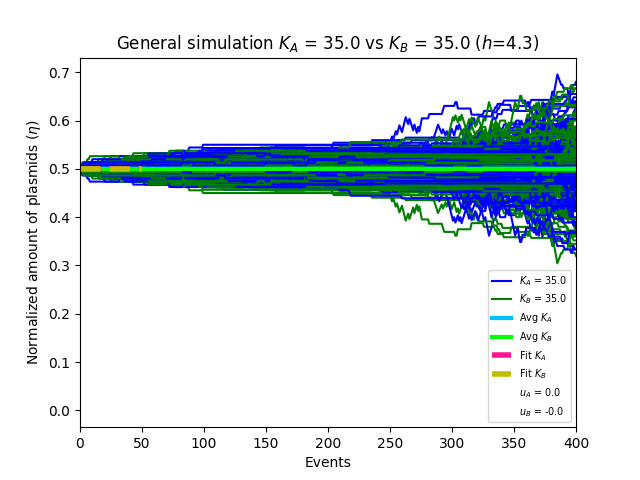 General simulation K_A = 35.0 vs K_B = 35.0 (h=4.3)
Normalized amount of plasmids (η)
0.7
0.6
0.5
0.4
0.3
0.2
0.1
0.0
K_A = 35.0
K_B = 35.0
Avg K_A
Avg K_B
Fit K_A
Fit K_B
u_A = 0.0
u_B = -0.0
0 50 100 150 200 250 300 350 400
Events